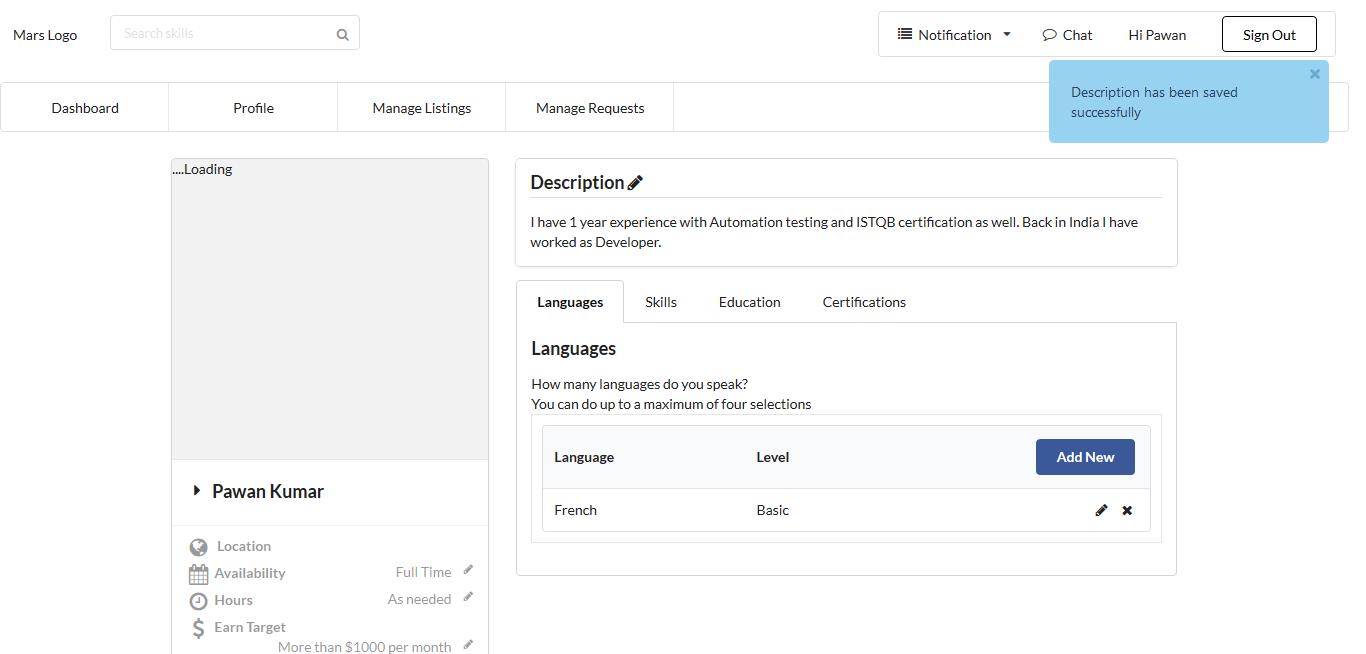 Mars Logo
Search skills
Notification
Chat
Hi Pawan
Sign Out
Description has been saved
successfully
Dashboard
Profile
Manage Listings
Manage Requests
....Loading
Pawan Kumar
Location
Availability
Full Time
Hours
As needed
Earn Target
More than $1000 per month
Description
I have 1 year experience with Automation testing and ISTQB certification as well. Back in India I have
worked as Developer.
Languages
Skills
Education
Certifications
Languages
How many languages do you speak?
You can do up to a maximum of four selections
Language
Level
Add New
French
Basic